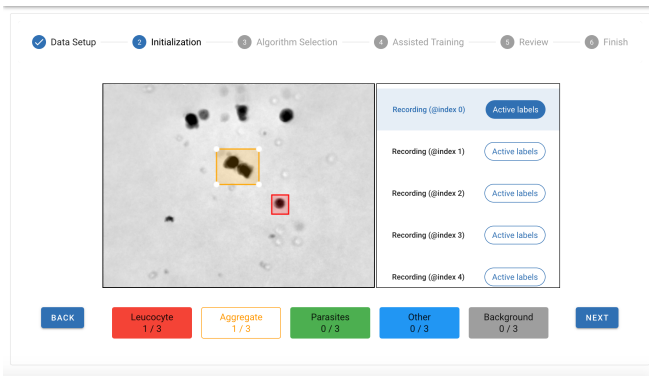 Data Setup
2 Initialization
3 Algorithm Selection
4 Assisted Training
5 Review
6 Finish
Recording (@index 0) Active labels
Recording (@index 1) Active labels
Recording (@index 2) Active labels
Recording (@index 3) Active labels
Recording (@index 4) Active labels
BACK
Leucocyte
1 / 3
Aggregate
1 / 3
Parasites
0 / 3
Other
0 / 3
Background
0 / 3
NEXT